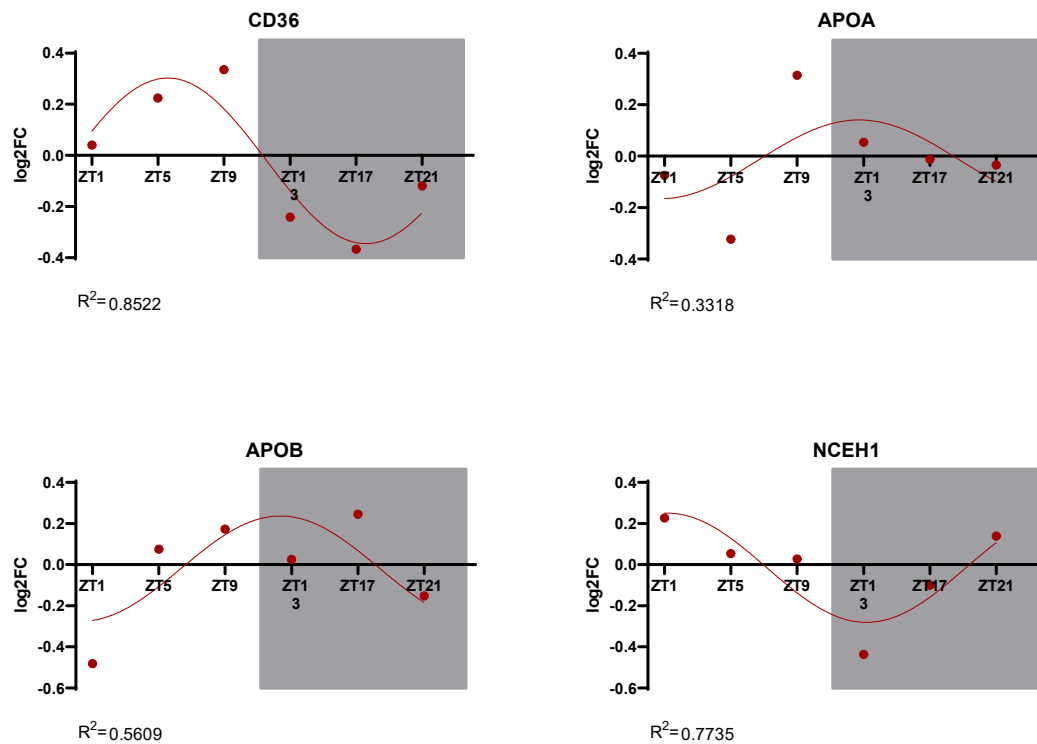 CD36
0.4
0.2
0.0
-0.2
-0.4
log2FC
ZT1 ZT5 ZT9 ZT1 ZT17 ZT21
3
R²=0.8522
APOA
0.4
0.2
0.0
-0.2
-0.4
log2FC
ZT1 ZT5 ZT9 ZT1 ZT17 ZT21
3
R²=0.3318
APOB
0.4
0.2
0.0
-0.2
-0.4
-0.6
log2FC
ZT1 ZT5 ZT9 ZT1 ZT17 ZT21
3
R²=0.5609
NCEH1
0.4
0.2
0.0
-0.2
-0.4
-0.6
log2FC
ZT1 ZT5 ZT9 ZT1 ZT17 ZT21
3
R²=0.7735